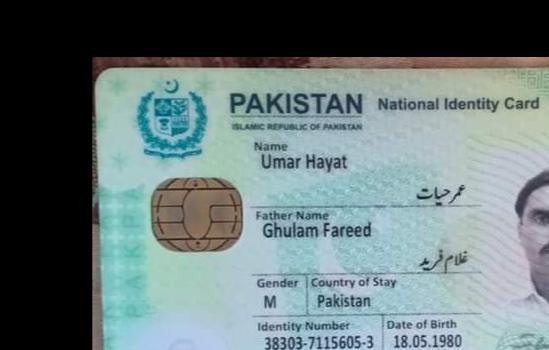 PAKISTAN National Identity Card
ISLAMIC REPUBLIC OF PAKISTAN
Name
Umar Hayat
عمر حیات
Father Name
Ghulam Fareed
غلام فرید
Gender Country of Stay
M Pakistan
Identity Number Date of Birth
38303-7115605-3 18.05.1980